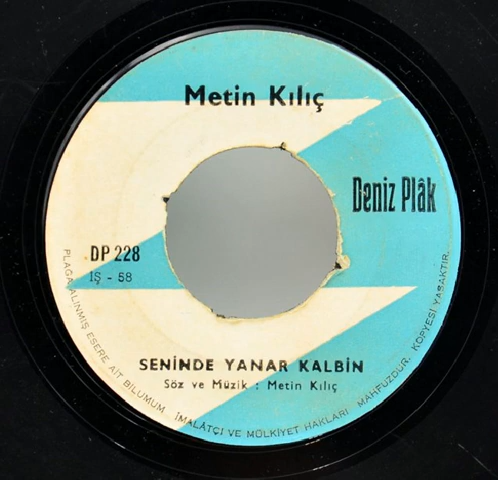 Metin Kılıç
Deniz Plâk
DP 228
İŞ - 58
SENİNDE YANAR KALBİN
Söz ve Müzik : Metin Kılıç
PLAĞA ALINMIŞ ESERE AİT BİLUMUM. İMALÂTÇI VE MÜLKİYET HAKLARI MAHFUZDUR. KOPYESİ YASAKTIR.